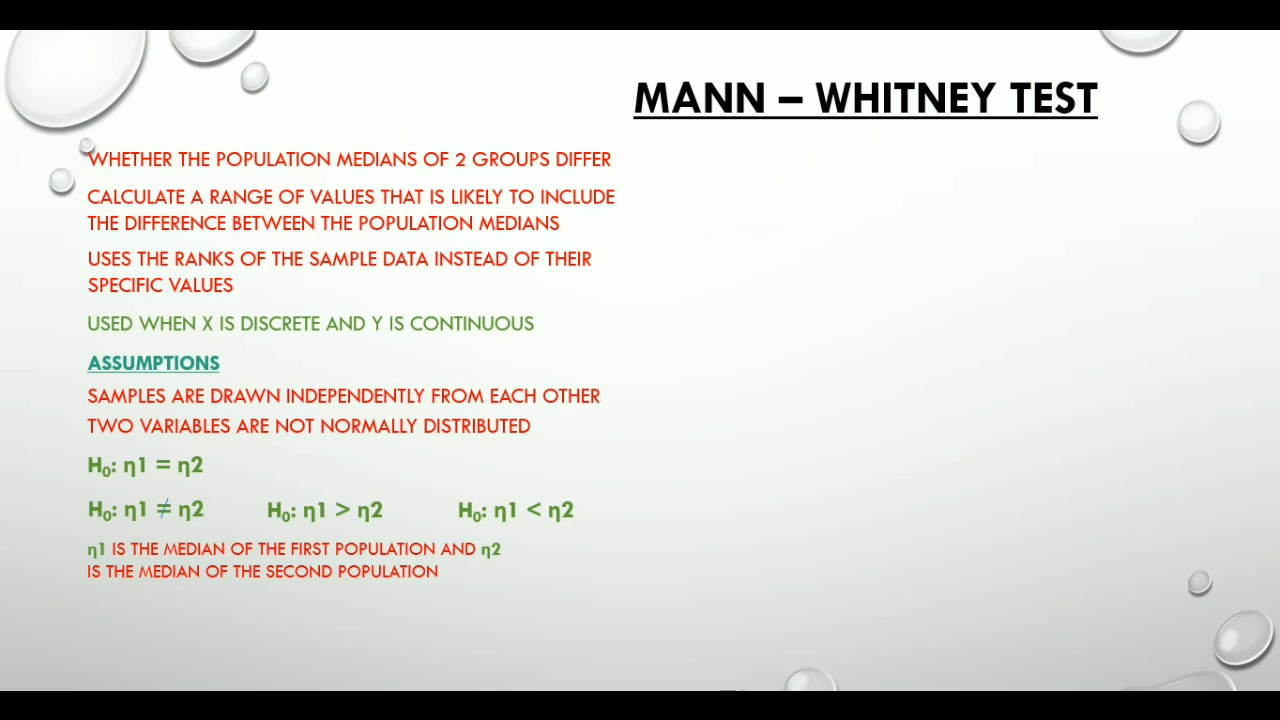 MANN – WHITNEY TEST
WHETHER THE POPULATION MEDIANS OF 2 GROUPS DIFFER
CALCULATE A RANGE OF VALUES THAT IS LIKELY TO INCLUDE
THE DIFFERENCE BETWEEN THE POPULATION MEDIANS
USES THE RANKS OF THE SAMPLE DATA INSTEAD OF THEIR
SPECIFIC VALUES
USED WHEN X IS DISCRETE AND Y IS CONTINUOUS
ASSUMPTIONS
SAMPLES ARE DRAWN INDEPENDENTLY FROM EACH OTHER
TWO VARIABLES ARE NOT NORMALLY DISTRIBUTED
H₀: η1 = η2
H₀: η1 ≠ η2 H₀: η1 > η2 H₀: η1 < η2
η1 IS THE MEDIAN OF THE FIRST POPULATION AND η2
IS THE MEDIAN OF THE SECOND POPULATION